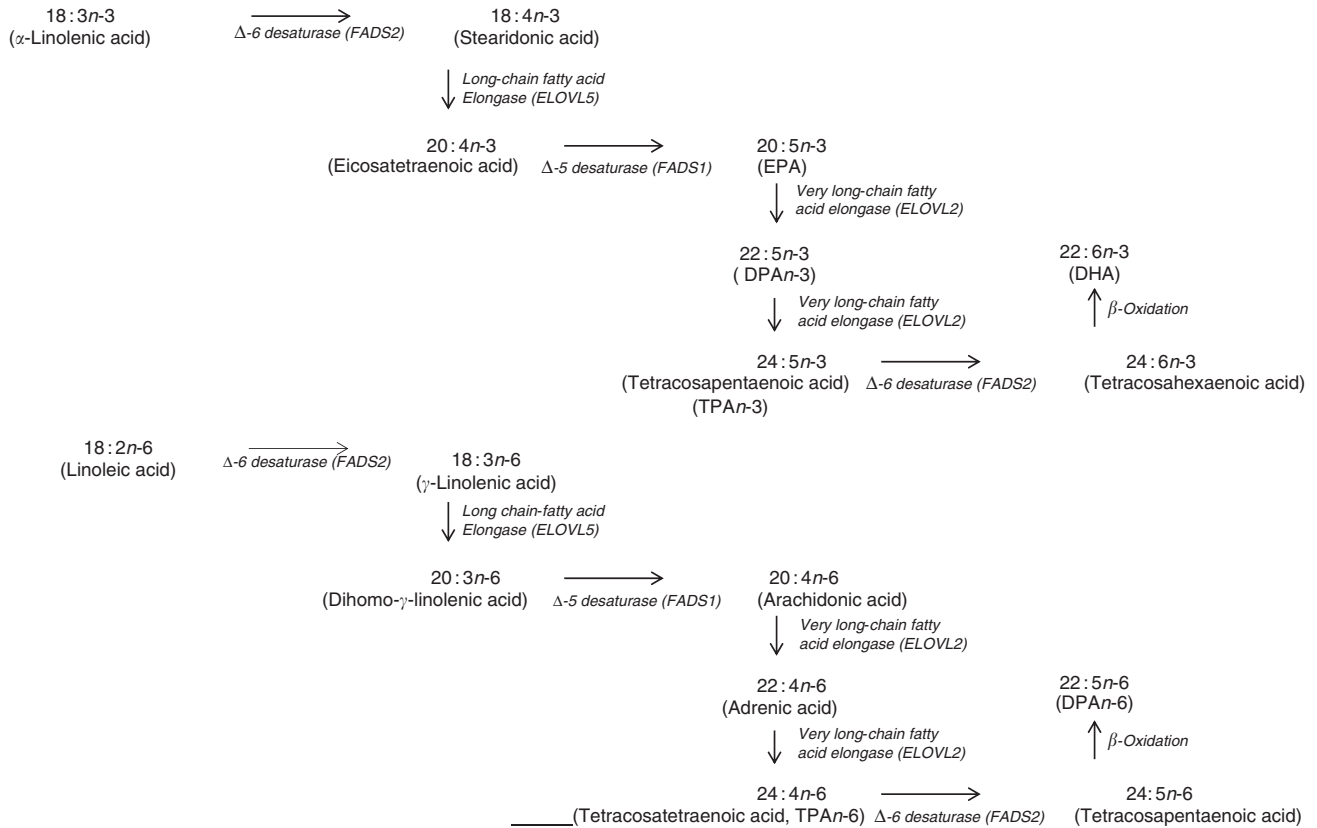 18:3n-3 18:4n-3
(α-Linolenic acid) Δ-6 desaturase (FADS2) (Stearidonic acid)
Long-chain fatty acid
Elongase (ELOVL5)
20:4n-3 20:5n-3
(Eicosatetraenoic acid) Δ-5 desaturase (FADS1) (EPA)
Very long-chain fatty
acid elongase (ELOVL2)
22:5n-3 22:6n-3
( DPAn-3) (DHA)
Very long-chain fatty
acid elongase (ELOVL2)
β-Oxidation
24:5n-3 24:6n-3
(Tetracosapentaenoic acid) Δ-6 desaturase (FADS2) (Tetracosahexaenoic acid)
(TPAn-3)
18:2n-6 18:3n-6
(Linoleic acid) Δ-6 desaturase (FADS2) (γ-Linolenic acid)
Long chain-fatty acid
Elongase (ELOVL5)
20:3n-6 20:4n-6
(Dihomo-γ-linolenic acid) Δ-5 desaturase (FADS1) (Arachidonic acid)
Very long-chain fatty
acid elongase (ELOVL2)
22:4n-6 22:5n-6
(Adrenic acid) (DPAn-6)
Very long-chain fatty
acid elongase (ELOVL2)
β-Oxidation
24:4n-6 24:5n-6
(Tetracosatetraenoic acid, TPAn-6) Δ-6 desaturase (FADS2) (Tetracosapentaenoic acid)